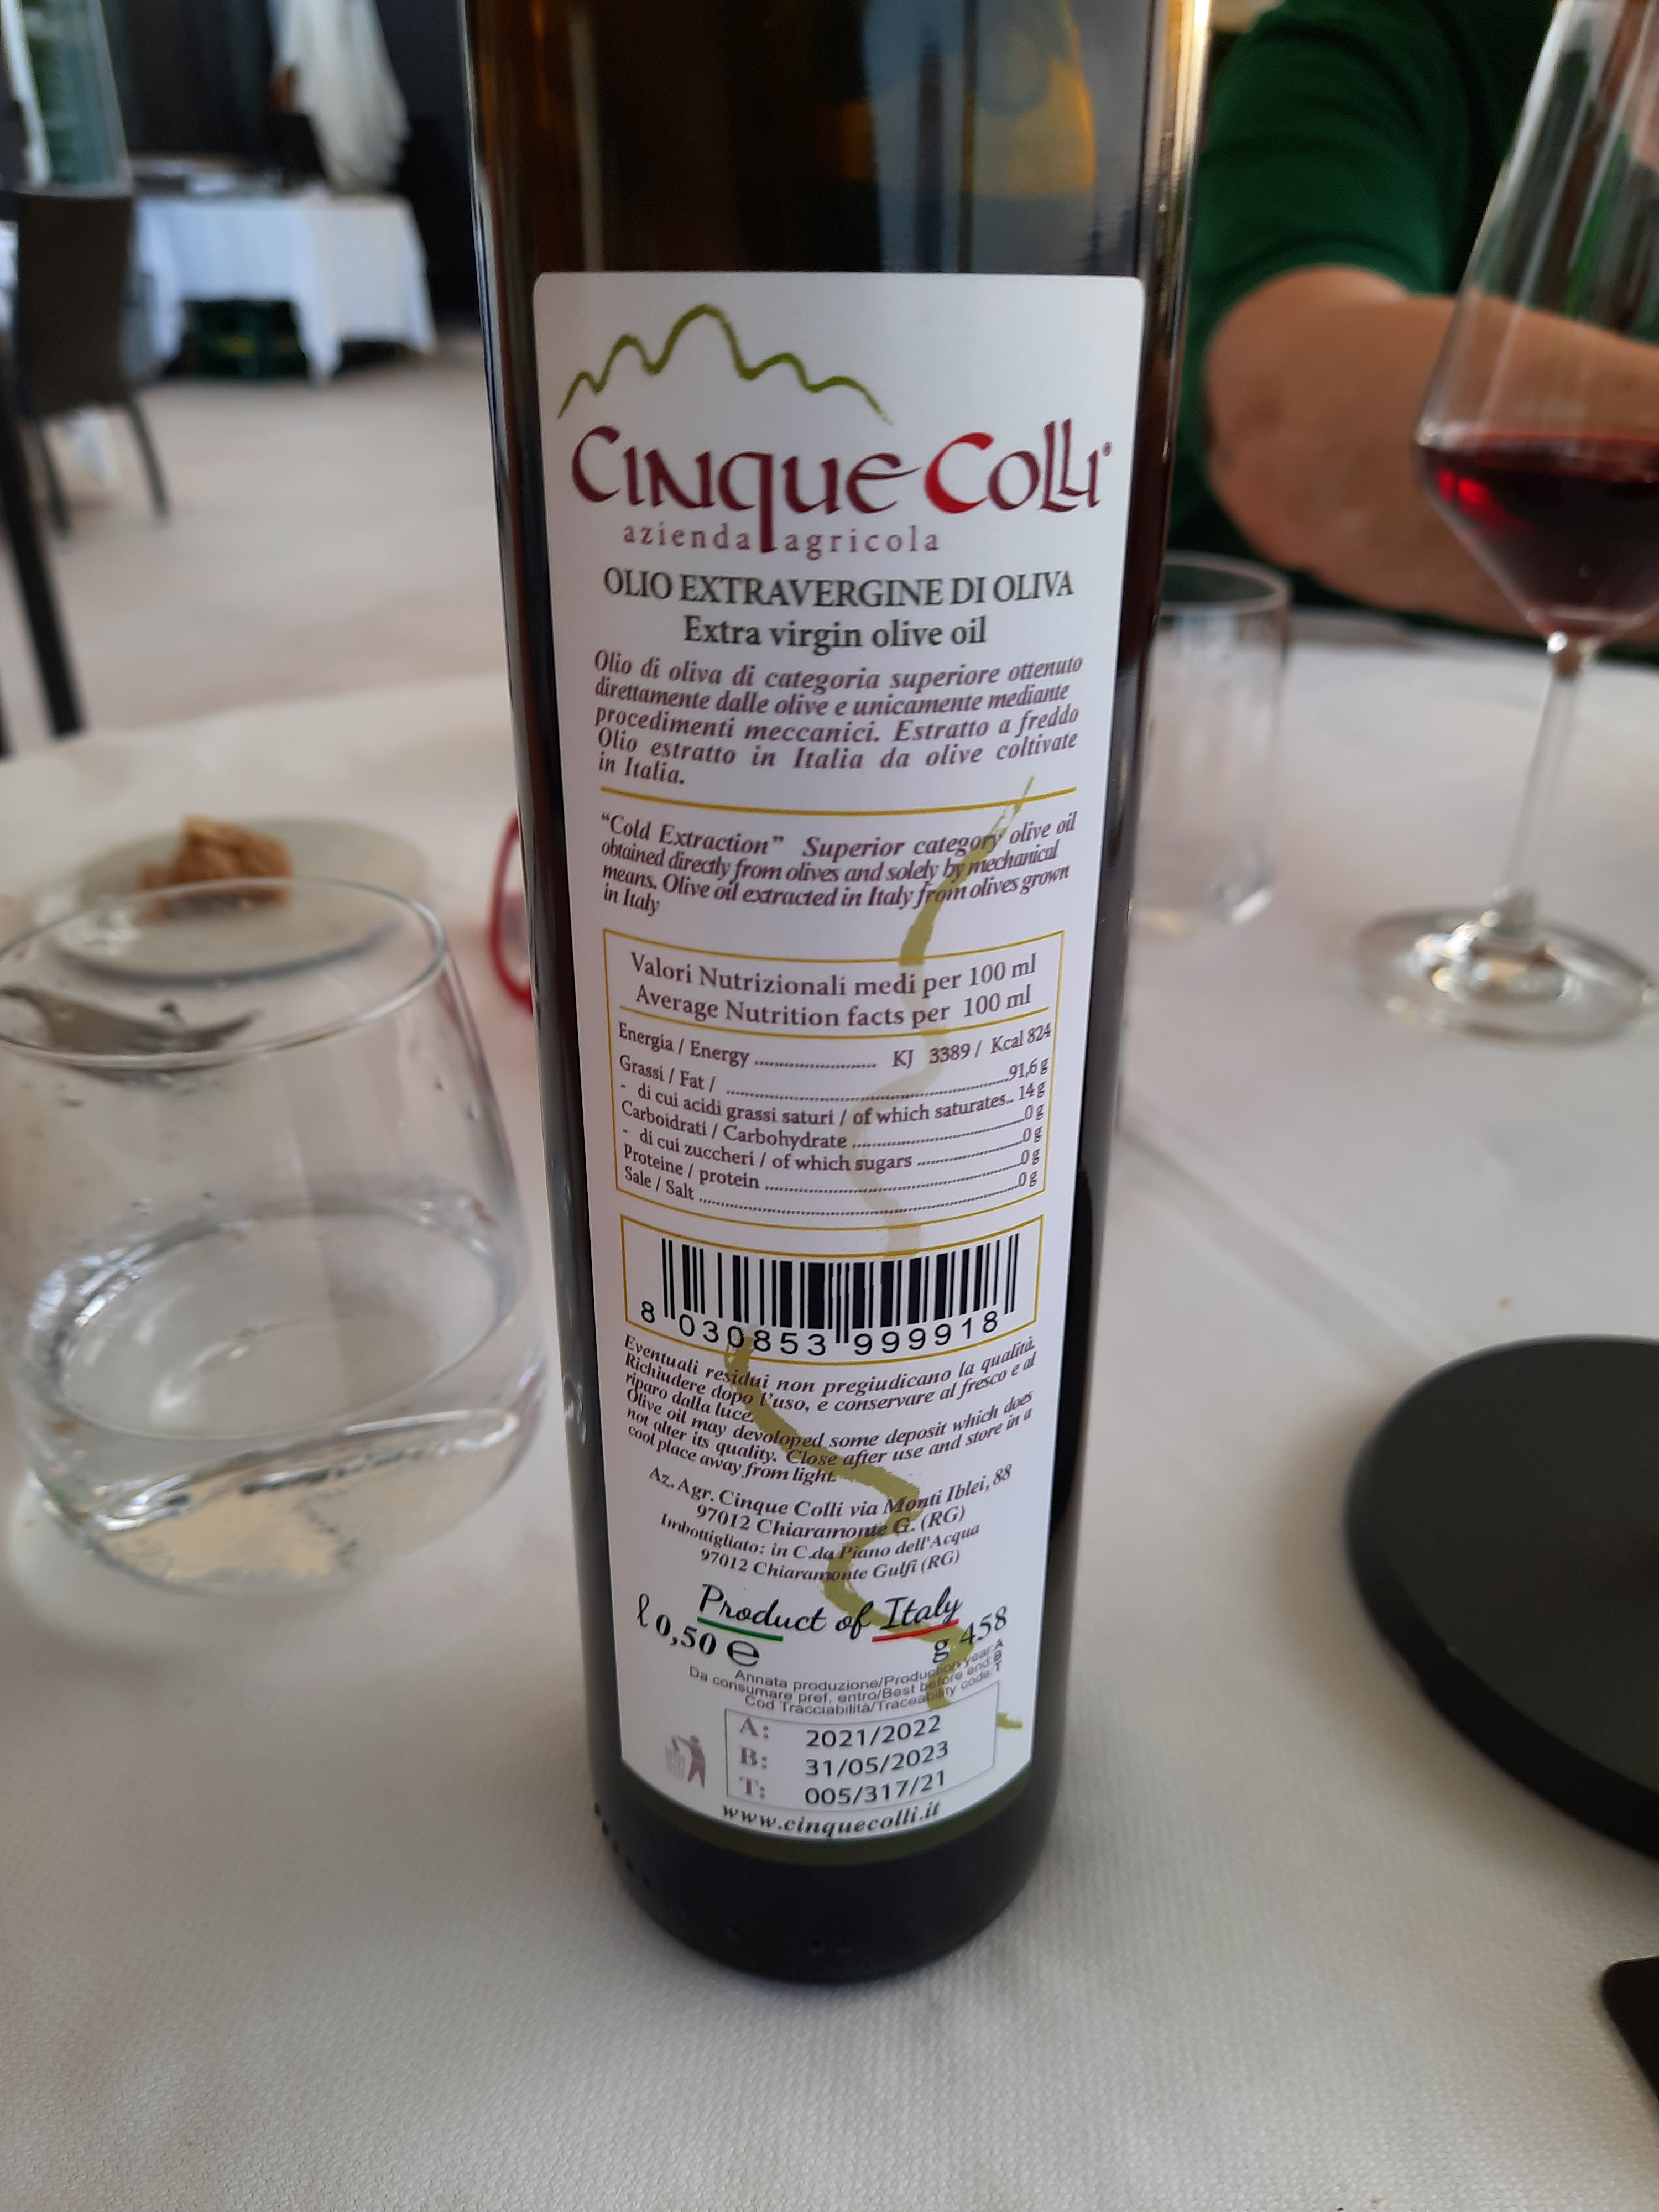 CINQUE COLLI®
azienda agricola
OLIO EXTRAVERGINE DI OLIVA
Extra virgin olive oil
Olio di oliva di categoria superiore ottenuto
direttamente dalle olive e unicamente mediante
procedimenti meccanici. Estratto a freddo
Olio estratto in Italia da olive coltivate
in Italia.
"Cold Extraction" Superior category olive oil
obtained directly from olives and solely by mechanical
means. Olive oil extracted in Italy from olives grown
in Italy
Valori Nutrizionali medi per 100 ml
Average Nutrition facts per 100 ml
Energia / Energy .............................. KJ 3389 / Kcal 824
Grassi / Fat / ..............................91,6 g
- di cui acidi grassi saturi / of which saturates.. 14 g
Carboidrati / Carbohydrate ..............................0 g
- di cui zuccheri / of which sugars ..............................0 g
Proteine / protein ..............................0 g
Sale / Salt ..............................0 g
8 030853 999918
Eventuali residui non pregiudicano la qualità.
Richiudere dopo l'uso, e conservare al fresco e al
riparo dalla luce.
Olive oil may devoloped some deposit which does
not alter its quality. Close after use and store in a
cool place away from light.
Az. Agr. Cinque Colli via Monti Iblei, 88
97012 Chiaramonte G. (RG)
Imbottigliato: in C.da Piano dell'Acqua
97012 Chiaramonte Gulfi (RG)
Product of Italy
ℓ 0,50 ℮ g 458
Annata produzione/Production year:A
Da consumare pref. entro/Best before end:B
Cod Tracciabilità/Traceability code:T
A: 2021/2022
B: 31/05/2023
T: 005/317/21
www.cinquecolli.it